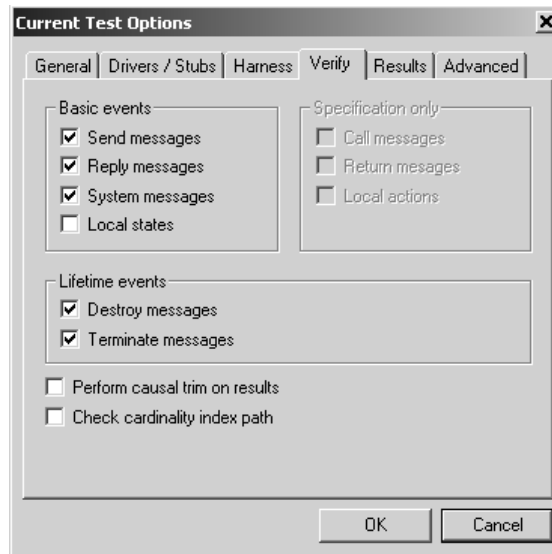 Current Test Options
General Drivers / Stubs Harness Verify Results Advanced
Basic events
Send messages
Reply messages
System messages
Local states
Specification only
Call messages
Return mesages
Local actions
Lifetime events
Destroy messages
Terminate messages
Perform causal trim on results
Check cardinality index path
OK Cancel